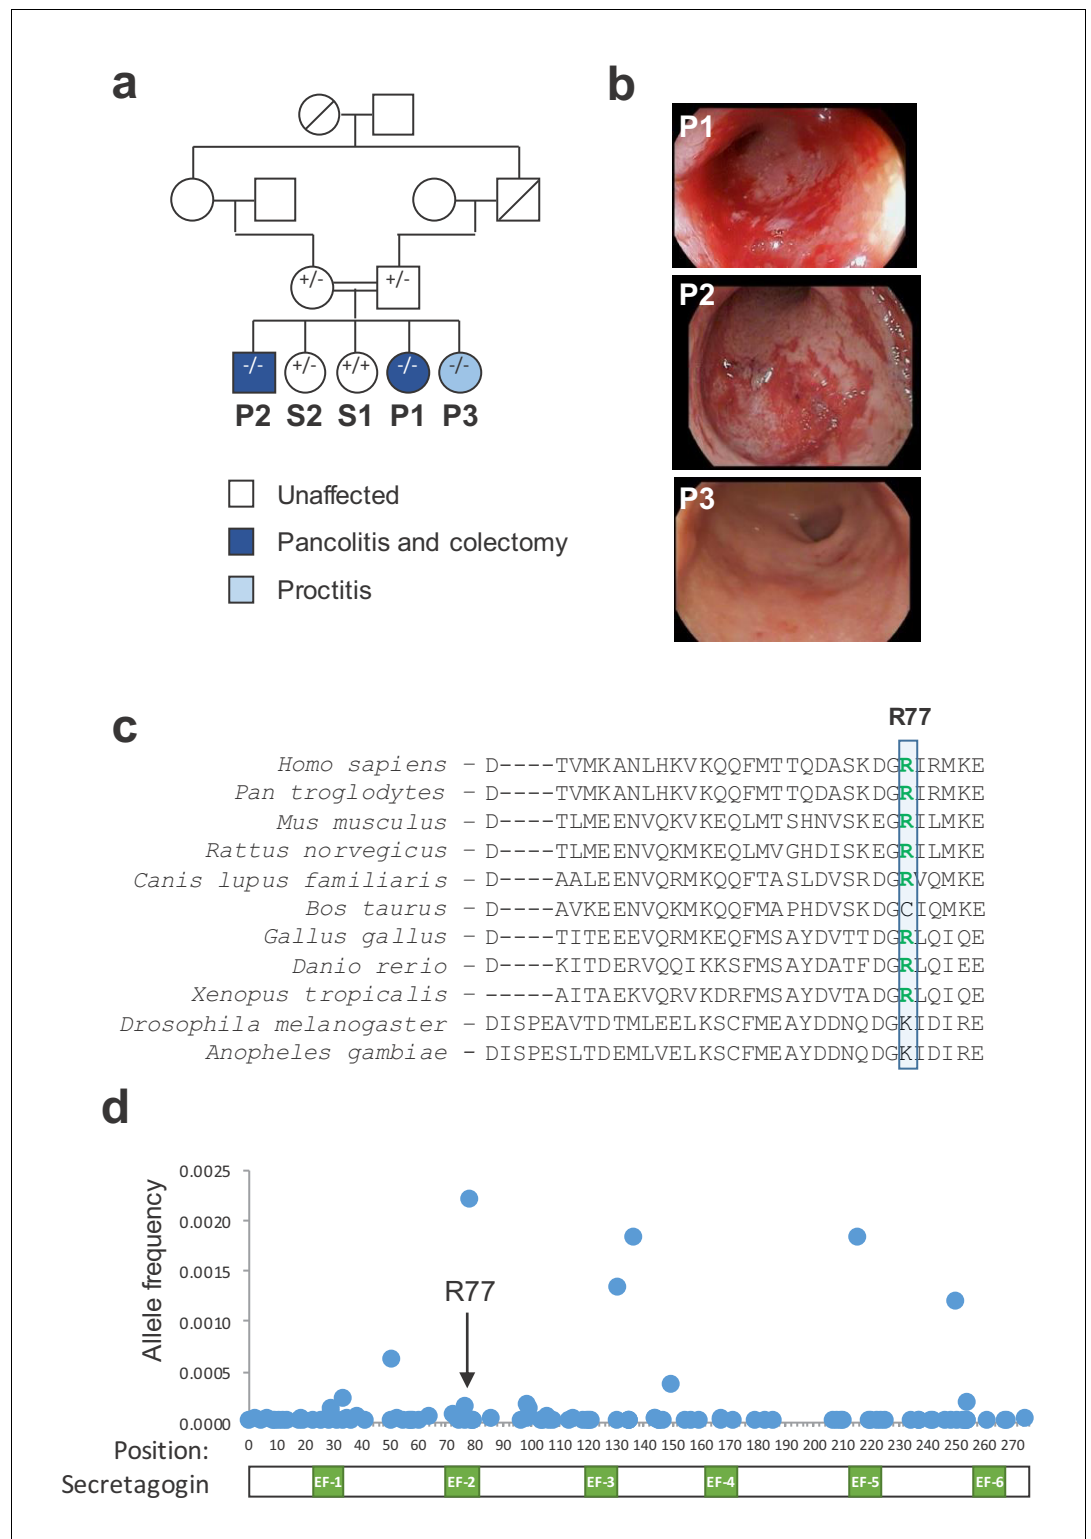 a
b
+/-
+/-
-/-
+/-
+/+
-/-
-/-
P2 S2 S1 P1 P3
Unaffected
Pancolitis and colectomy
Proctitis
P1
P2
P3
c
R77
Homo sapiens – D----TVMKANLHKVKQQFMTTQDASKDGRIRMKE
Pan troglodytes – D----TVMKANLHKVKQQFMTTQDASKDGRIRMKE
Mus musculus – D----TLMEENVQKVKEQLMTSHNVSKEGRILMKE
Rattus norvegicus – D----TLMEENVQKMKEQLMVGHDISKEGRILMKE
Canis lupus familiaris – D----AALEENVQRMKQQFTASLDVSRDGRVQMKE
Bos taurus – D----AVKEENVQKMKQQFMAPHDVSKDGCIQMKE
Gallus gallus – D----TITEEEVQRMKEQFMSAYDVTTDGRLQIQE
Danio rerio – D----KITDERVQQIKKSFMSAYDATFDGRLQIEE
Xenopus tropicalis – -----AITAEKVQRVKDRFMSAYDVTADGRLQIQE
Drosophila melanogaster – DISPEAVTDTMLEELKSCFMEAYDDNQDGKIDIRE
Anopheles gambiae - DISPESLTDEMLVELKSCFMEAYDDNQDGKIDIRE
d
Allele frequency
0.0025
0.0020
0.0015
0.0010
0.0005
0.0000
R77
Position:
0 10 20 30 40 50 60 70 80 90 100 110 120 130 140 150 160 170 180 190 200 210 220 230 240 250 260 270
Secretagogin
EF-1 EF-2 EF-3 EF-4 EF-5 EF-6